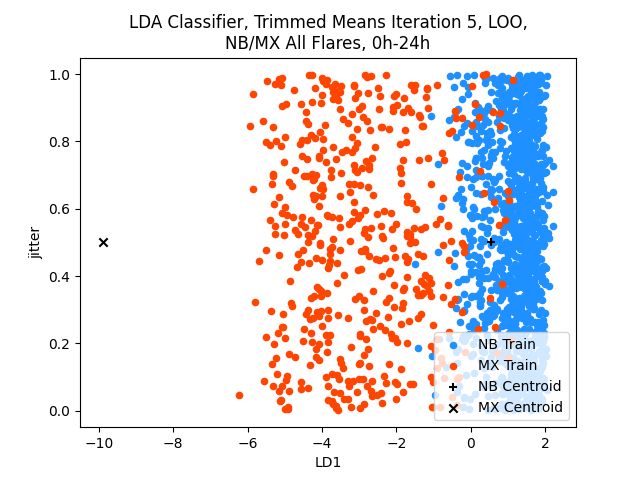 LDA Classifier, Trimmed Means Iteration 5, LOO,
NB/MX All Flares, 0h-24h
jitter
1.0
0.8
0.6
0.4
0.2
0.0
NB Train
MX Train
NB Centroid
MX Centroid
−10 −8 −6 −4 −2 0 2
LD1